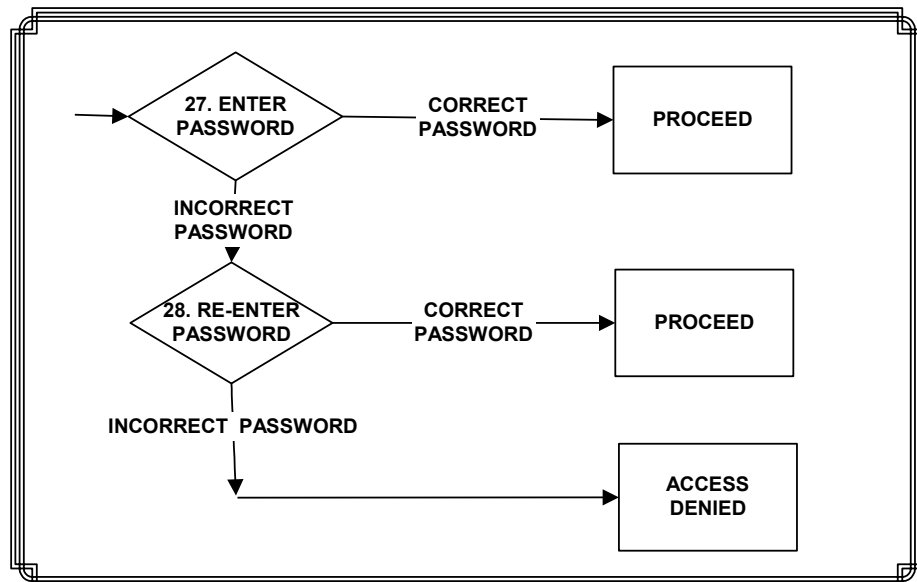 27. ENTER
PASSWORD
CORRECT
PASSWORD
PROCEED
INCORRECT
PASSWORD
28. RE-ENTER
PASSWORD
CORRECT
PASSWORD
PROCEED
INCORRECT PASSWORD
ACCESS
DENIED